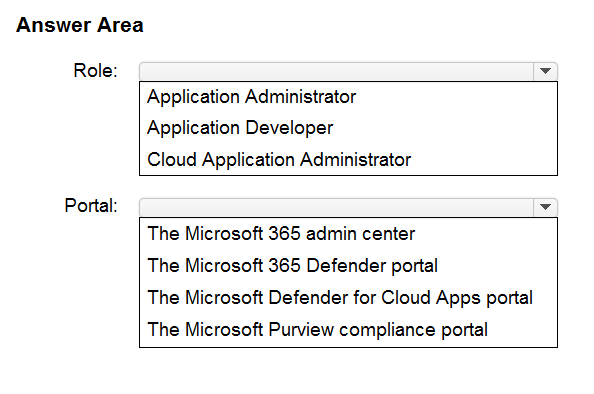 Answer Area
Role:
Application Administrator
Application Developer
Cloud Application Administrator
Portal:
The Microsoft 365 admin center
The Microsoft 365 Defender portal
The Microsoft Defender for Cloud Apps portal
The Microsoft Purview compliance portal